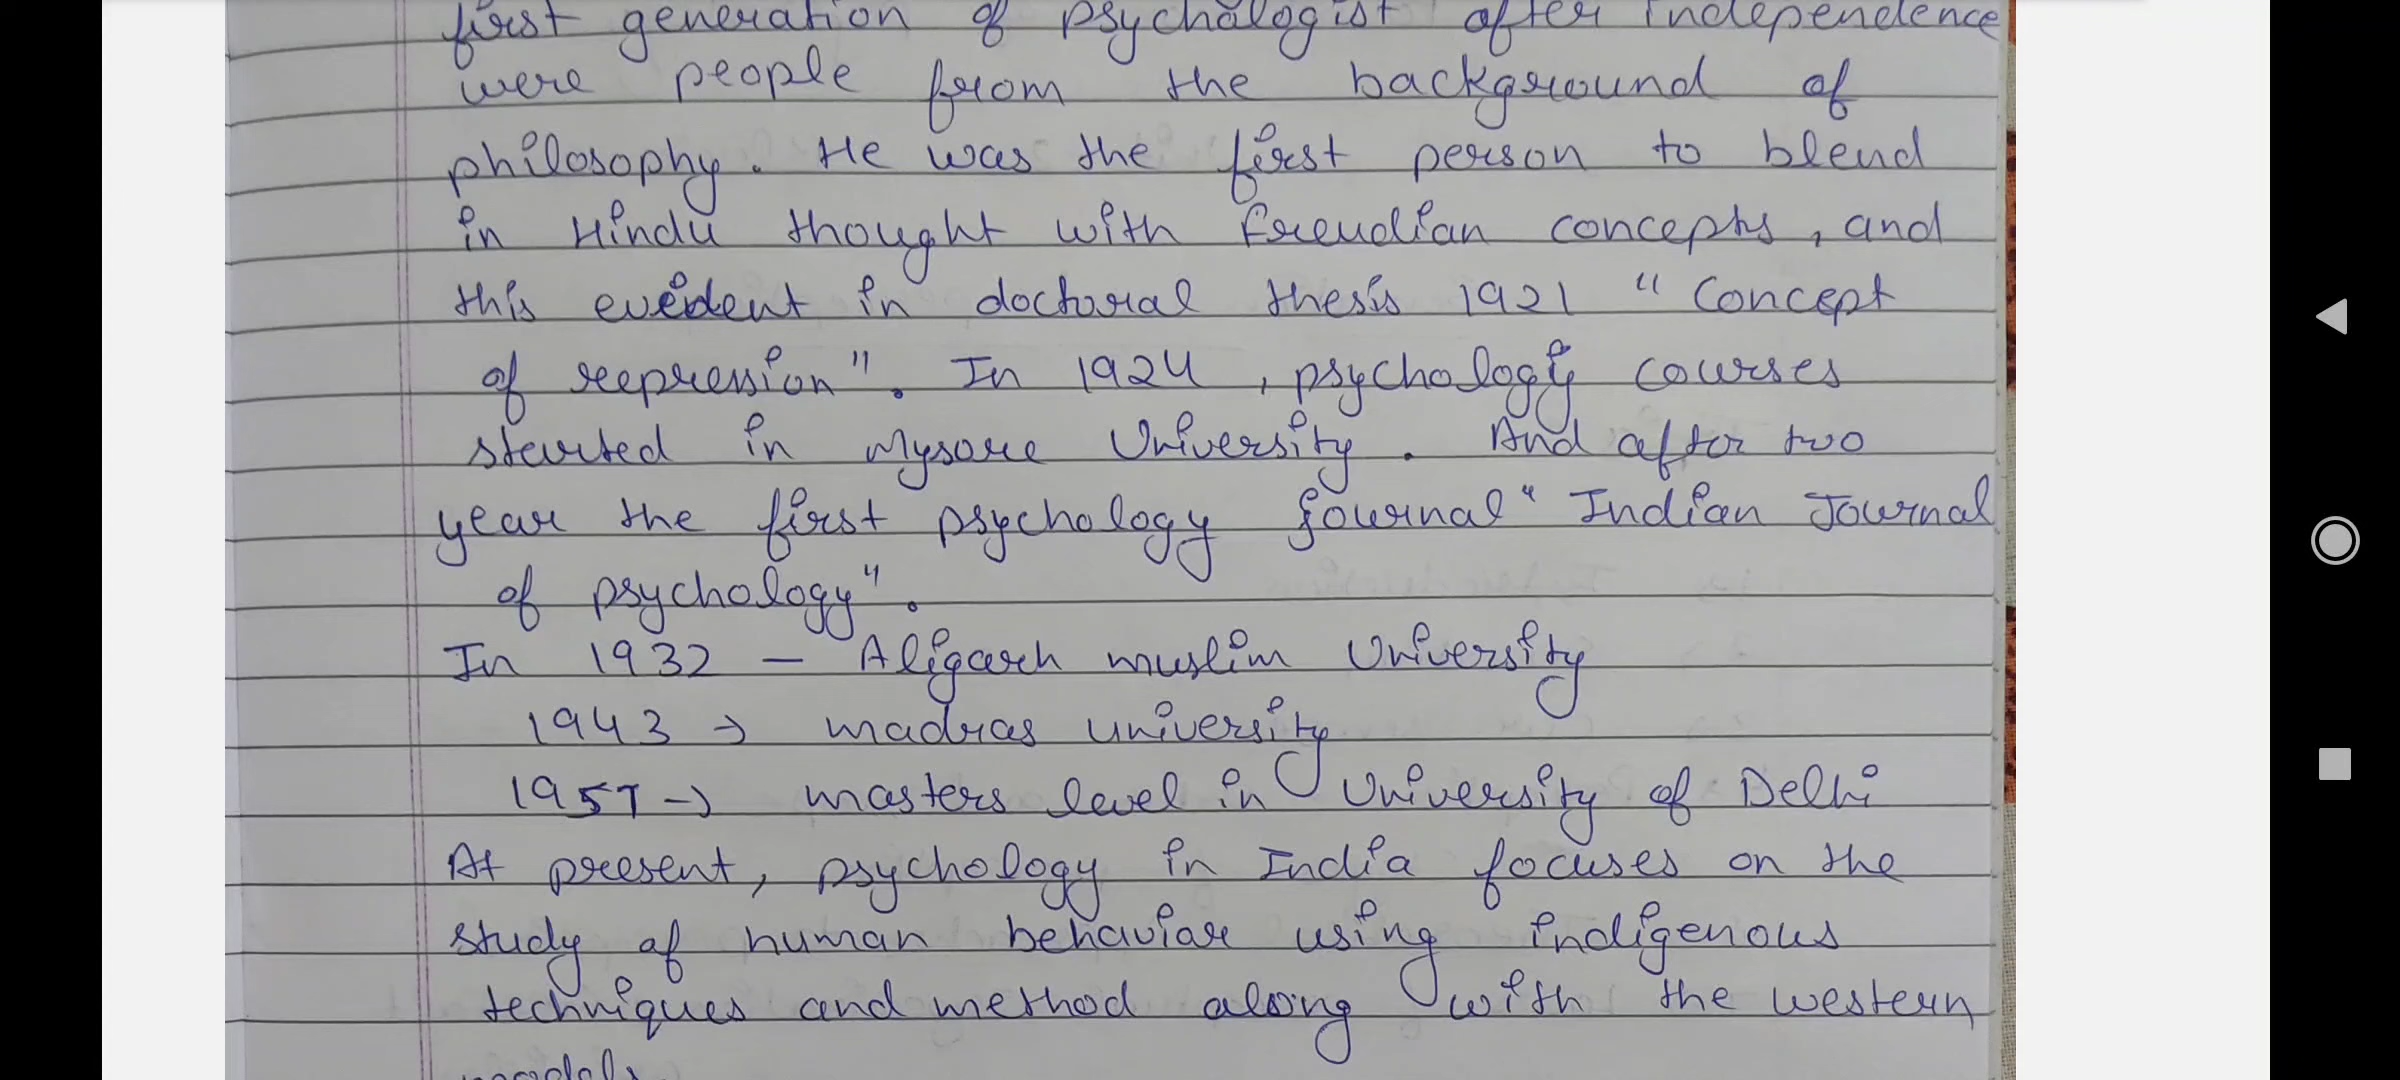 first generation of psychologist after independence
were people from the background of
philosophy. He was the first person to blend
in Hindu thought with Freudian concepts, and
this evedent in doctoral thesis 1921 "Concept
of repression". In 1924, psychology courses
started in Mysore University. And after two
year the first psychology journal "Indian Journal
of psychology".
In 1932 - Aligarh muslim University
1943 → madras university
1957 → masters level in University of Delhi
At present, psychology in India focuses on the
study of human behavior using indigenous
techniques and method along with the western
models